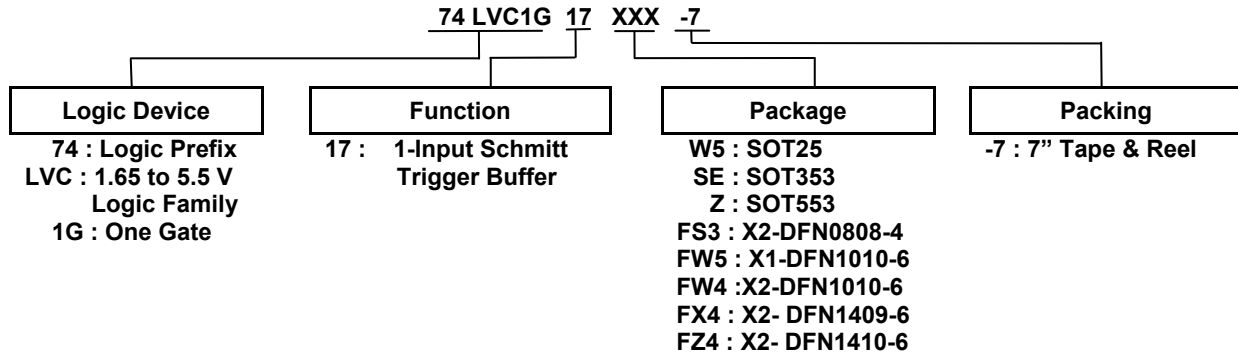 74 LVC1G 17 XXX -7
Logic Device
Function
Package
Packing
74 : Logic Prefix
LVC : 1.65 to 5.5 V
Logic Family
1G : One Gate
17 : 1-Input Schmitt
Trigger Buffer
W5 : SOT25
SE : SOT353
Z : SOT553
FS3 : X2-DFN0808-4
FW5 : X1-DFN1010-6
FW4 :X2-DFN1010-6
FX4 : X2- DFN1409-6
FZ4 : X2- DFN1410-6
-7 : 7” Tape & Reel